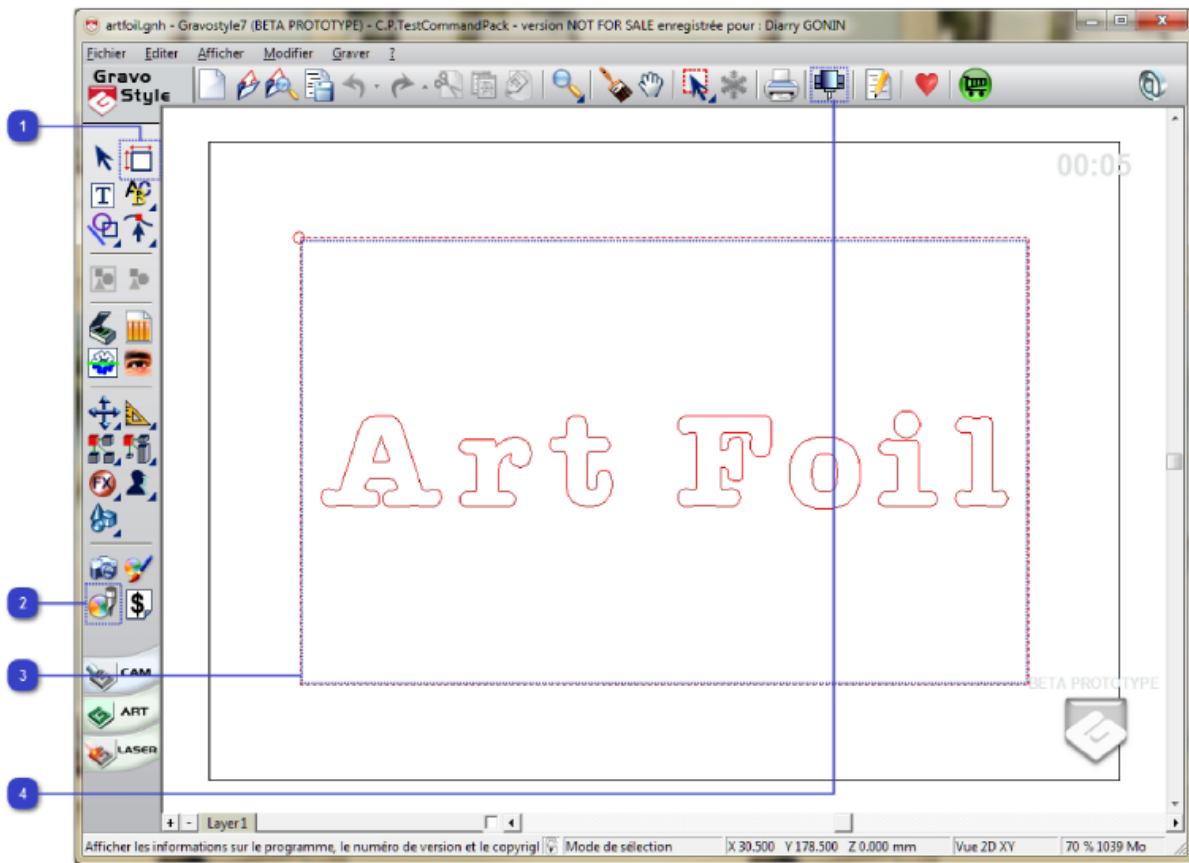 artfoil.gnh - Gravostyle7 (BETA PROTOTYPE) - C.P.TestCommandPack - version NOT FOR SALE enregistrée pour : Diarry GONIN
Fichier Editer Afficher Modifier Graver ?
Gravo
Style
1
T
ABC
00:05
Art Foil
FX
$
2
3
CAM
BETA PROTOTYPE
ART
LASER
4
+ - Layer1
Afficher les informations sur le programme, le numéro de version et le copyrigl Mode de sélection X 30.500 Y 178.500 Z 0.000 mm Vue 2D XY 70 % 1039 Mo